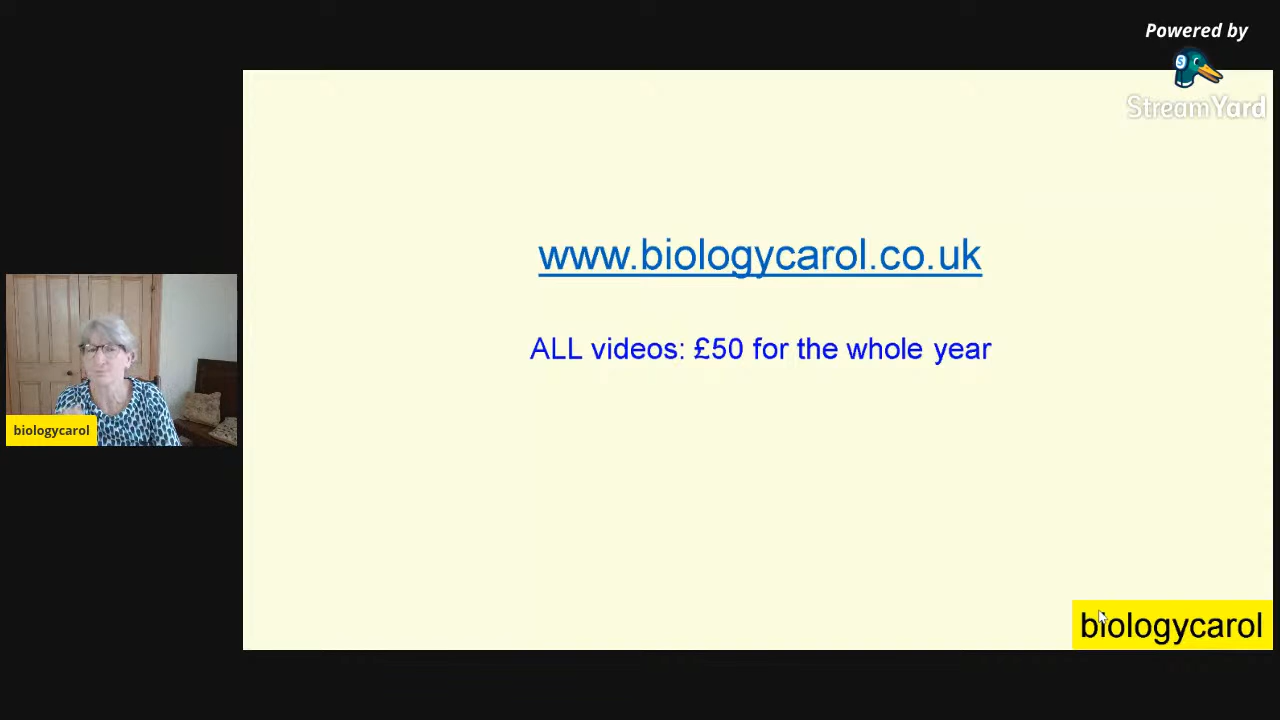 Powered by
StreamYard
www.biologycarol.co.uk
ALL videos: £50 for the whole year
biologycarol
biologycarol